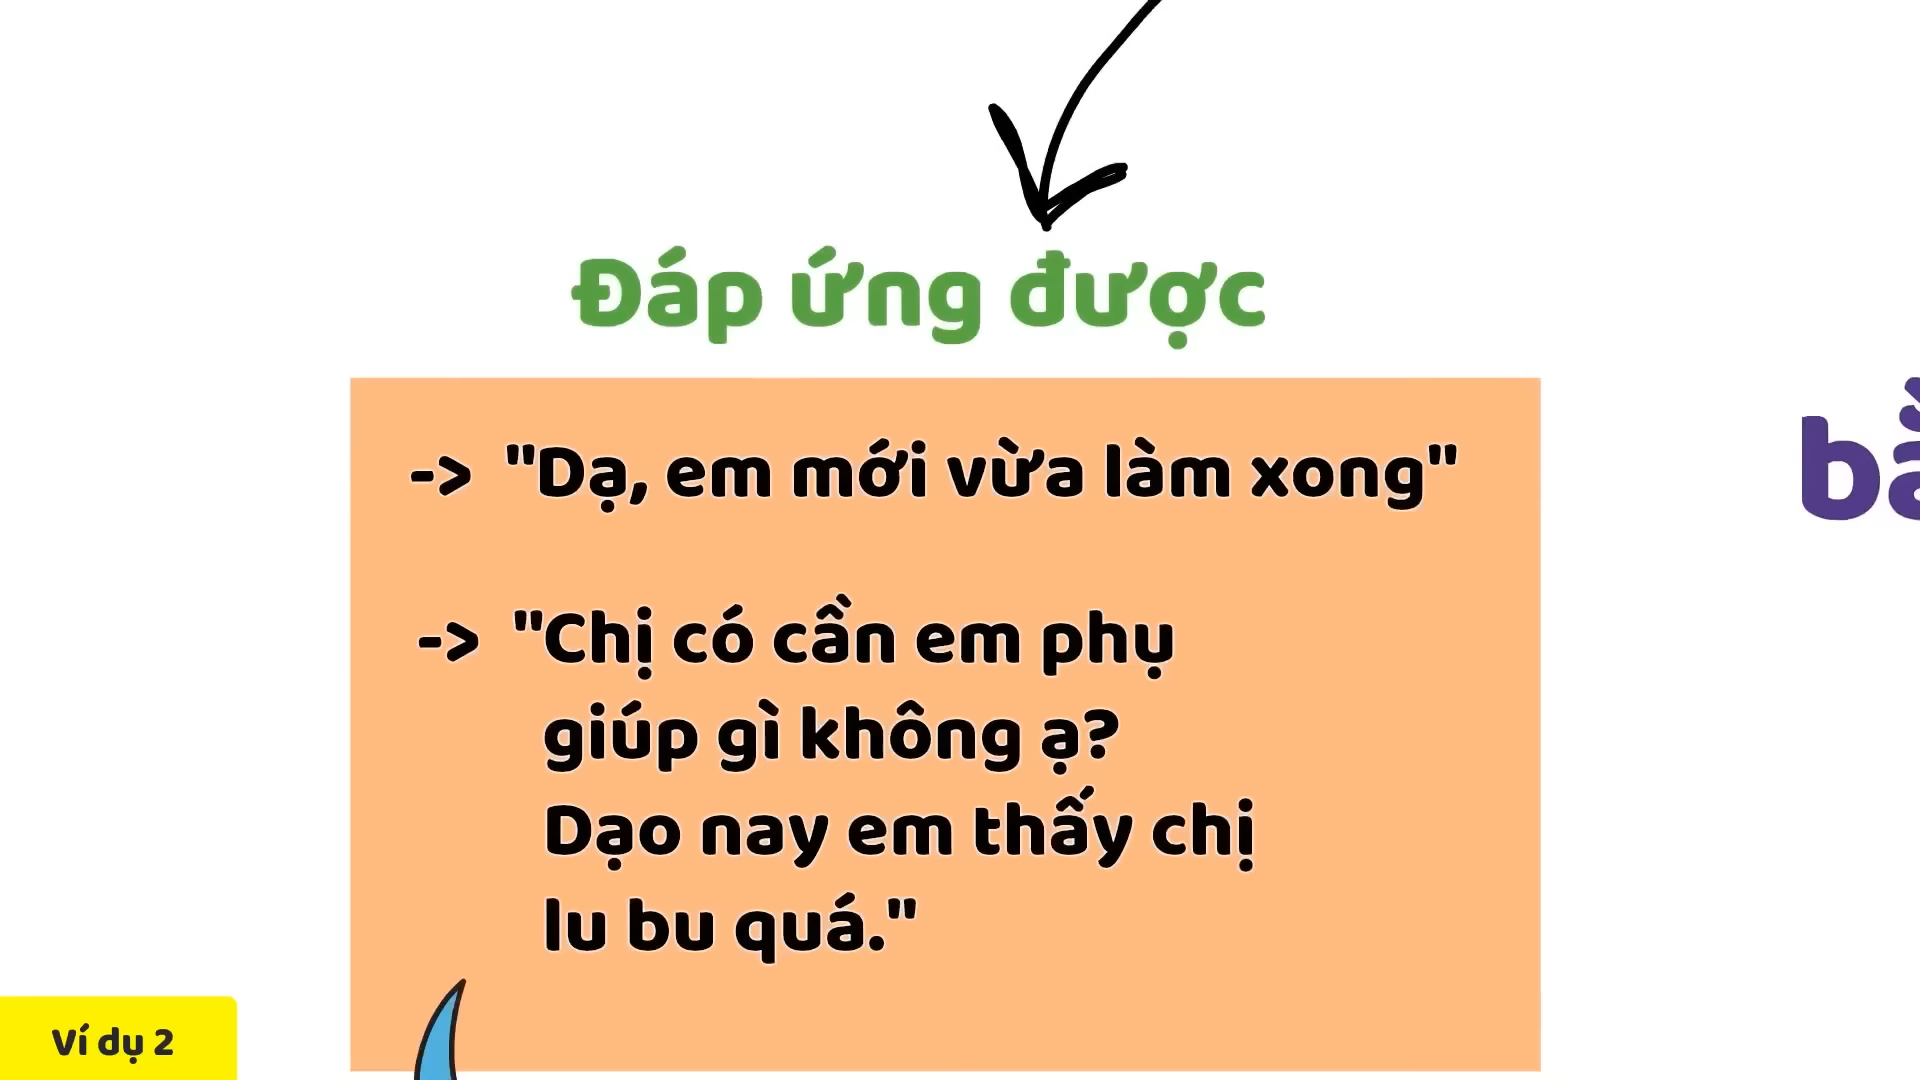 Đáp ứng được
-> "Dạ, em mới vừa làm xong"
-> "Chị có cần em phụ
giúp gì không ạ?
Dạo nay em thấy chị
lu bu quá."
Ví dụ 2